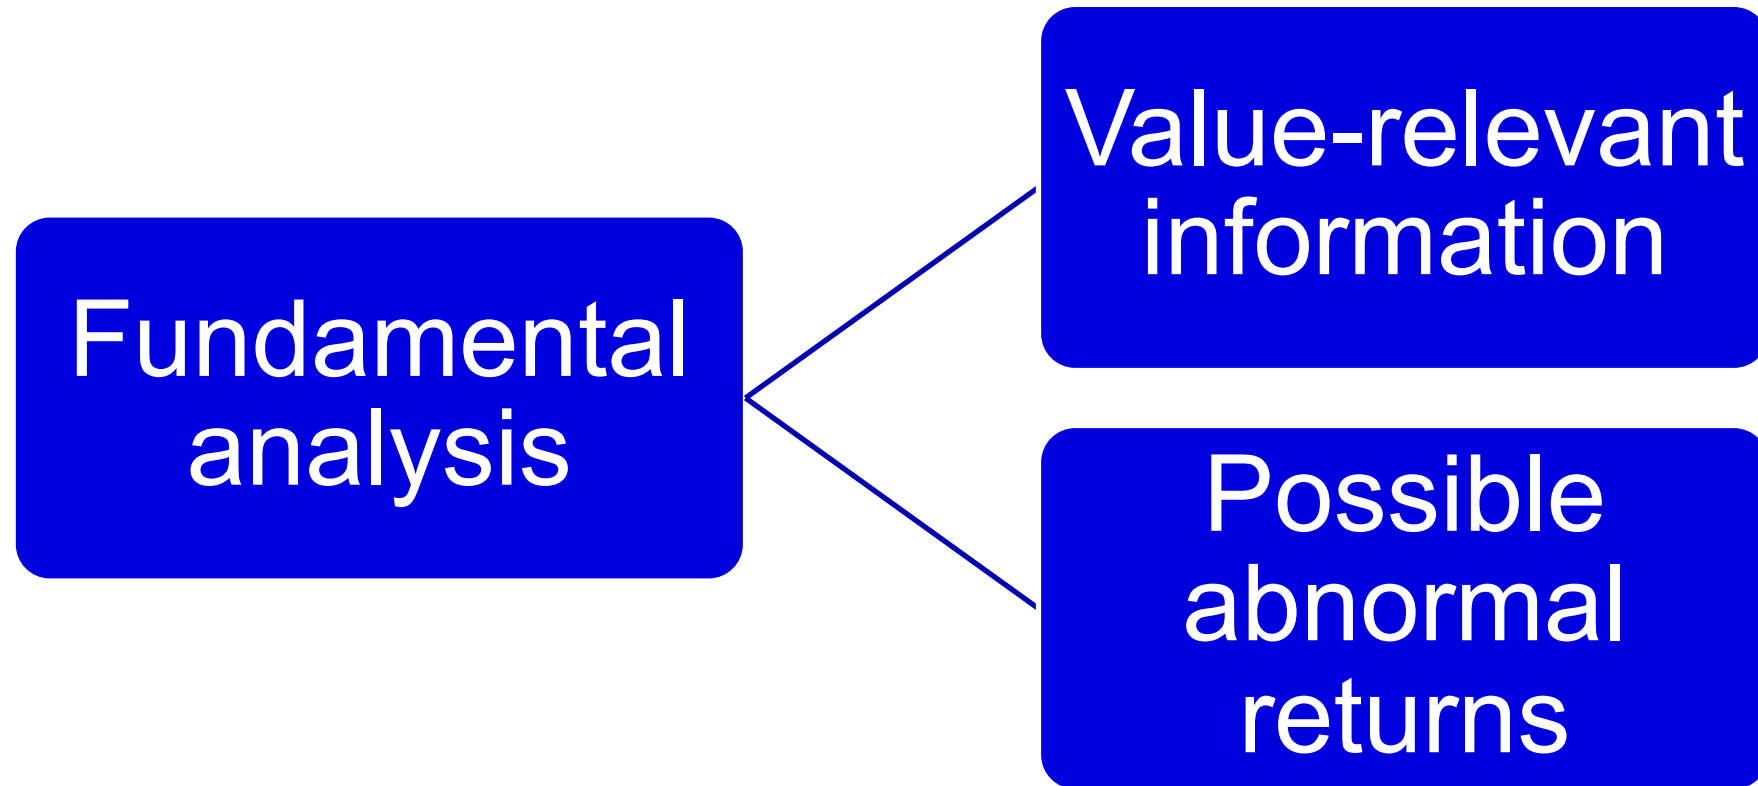 Fundamental
analysis
Value-relevant
information
Possible
abnormal
returns